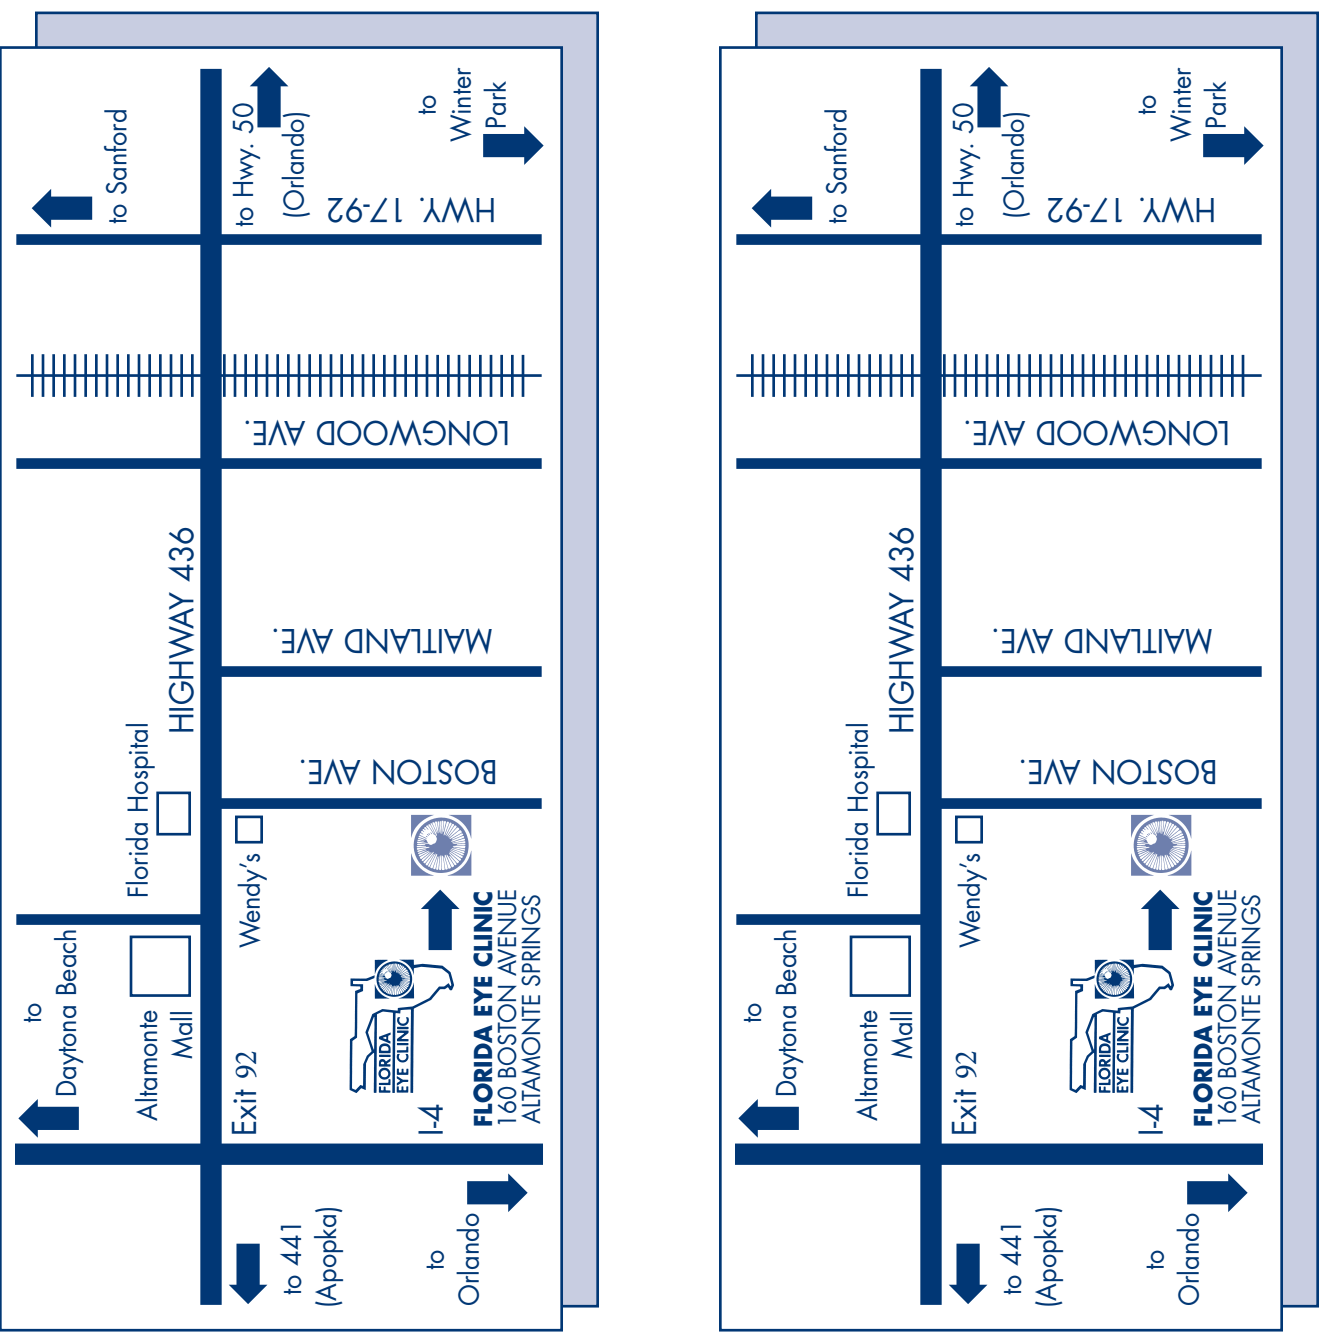 to Sanford
to Hwy. 50
(Orlando)
to
Winter
Park
HWY. 17-92
LONGWOOD AVE.
HIGHWAY 436
MAITLAND AVE.
BOSTON AVE.
Florida Hospital
Wendy's
to
Daytona Beach
Altamonte
Mall
Exit 92
FLORIDA
EYE CLINIC
I-4
FLORIDA EYE CLINIC
160 BOSTON AVENUE
ALTAMONTE SPRINGS
to 441
(Apopka)
to
Orlando
to Sanford
to Hwy. 50
(Orlando)
to
Winter
Park
HWY. 17-92
LONGWOOD AVE.
HIGHWAY 436
MAITLAND AVE.
BOSTON AVE.
Florida Hospital
Wendy's
to
Daytona Beach
Altamonte
Mall
Exit 92
FLORIDA
EYE CLINIC
I-4
FLORIDA EYE CLINIC
160 BOSTON AVENUE
ALTAMONTE SPRINGS
to 441
(Apopka)
to
Orlando